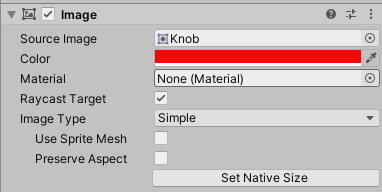 Image
Source Image Knob
Color
Material None (Material)
Raycast Target
Image Type Simple
Use Sprite Mesh
Preserve Aspect
Set Native Size